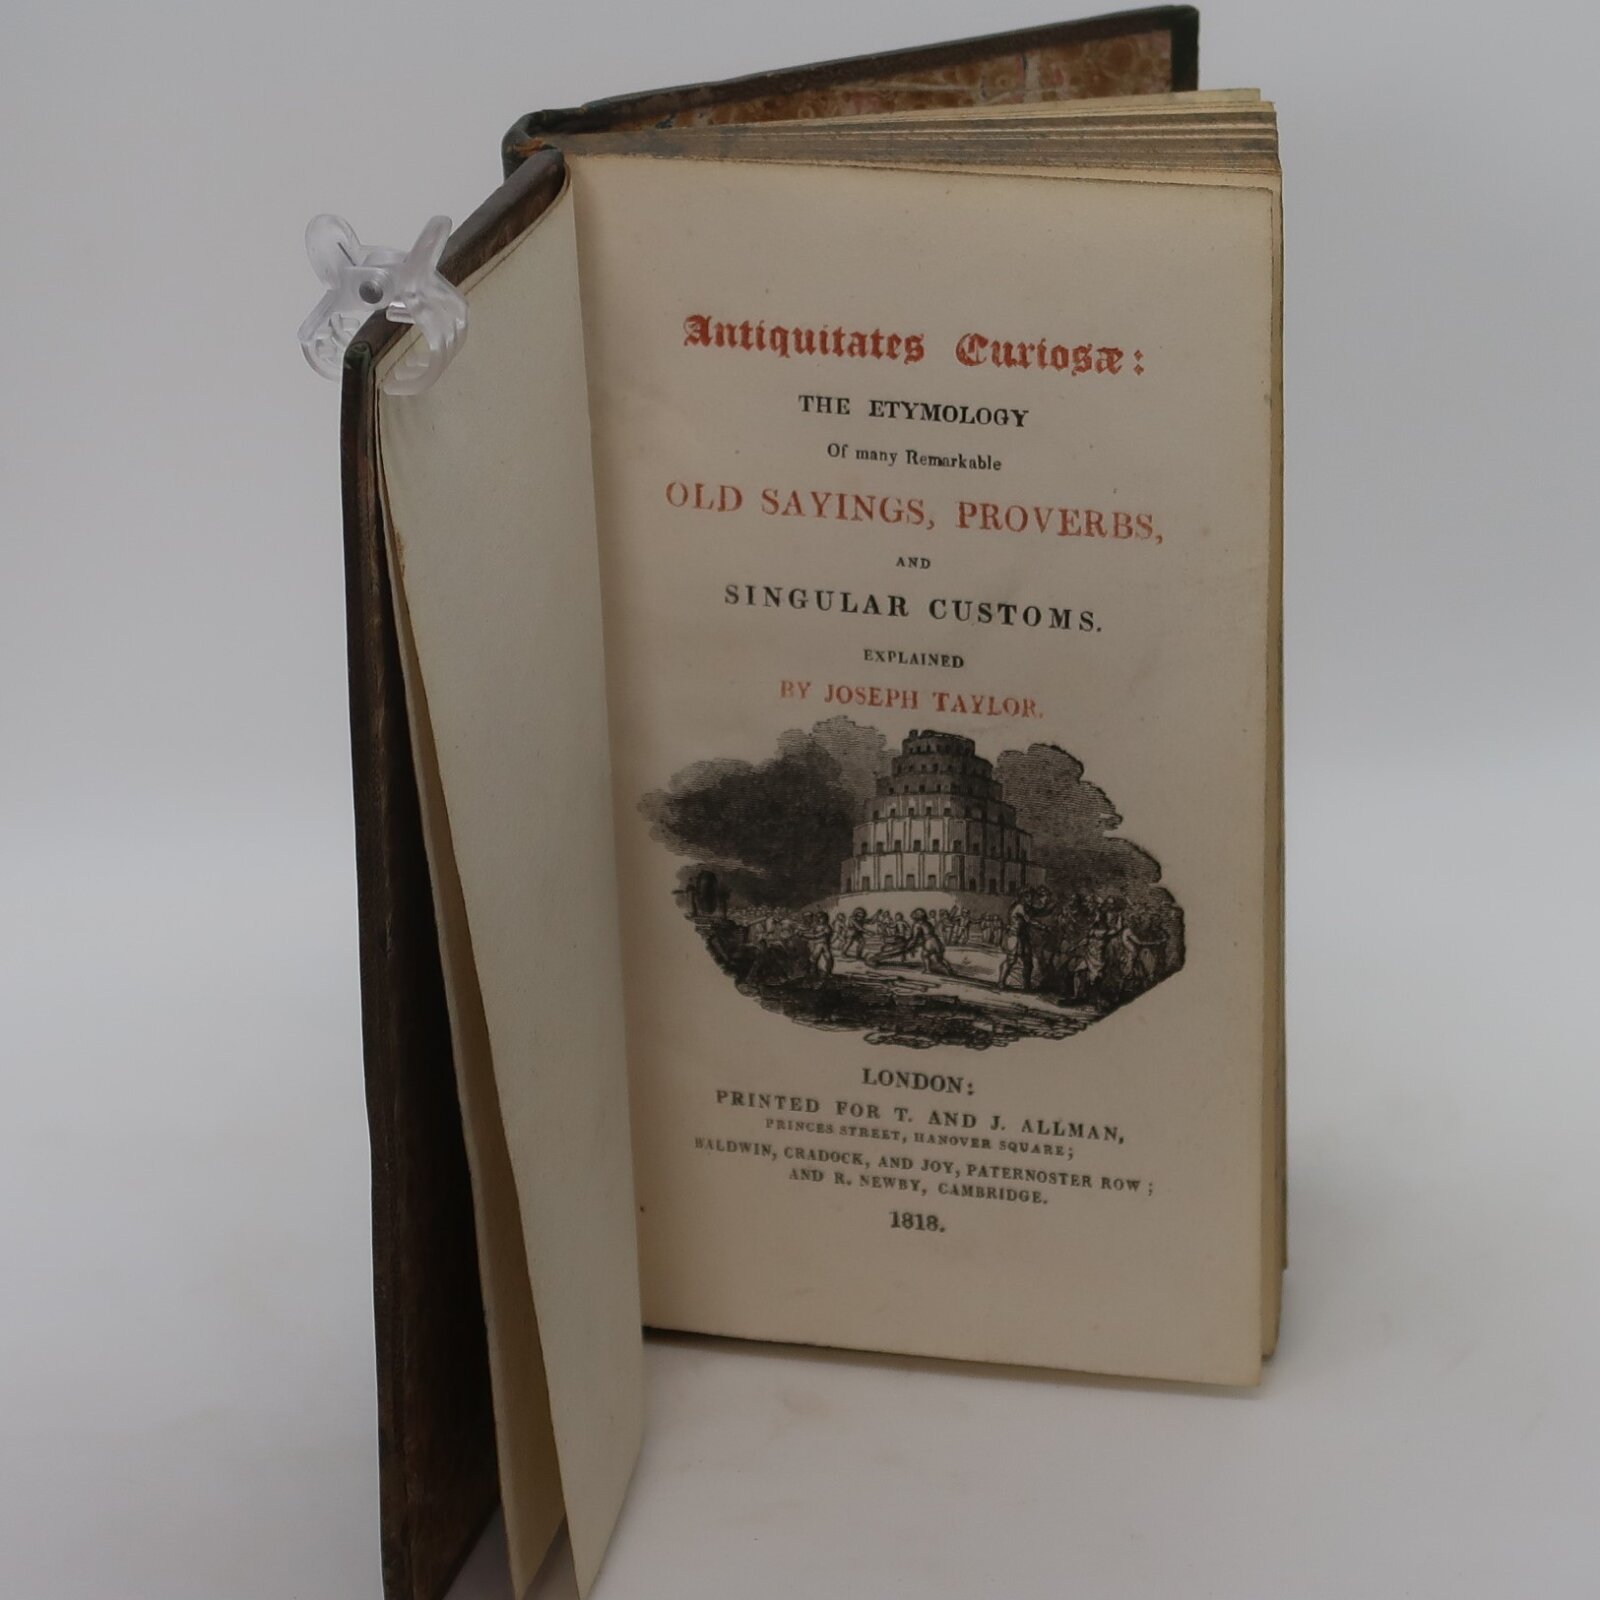 Antiquitates Curiosæ:
THE ETYMOLOGY
Of many Remarkable
OLD SAYINGS, PROVERBS,
AND
SINGULAR CUSTOMS.
EXPLAINED
BY JOSEPH TAYLOR.
LONDON:
PRINTED FOR T. AND J. ALLMAN,
PRINCES STREET, HANOVER SQUARE;
BALDWIN, CRADOCK, AND JOY, PATERNOSTER ROW;
AND R. NEWBY, CAMBRIDGE.
1818.